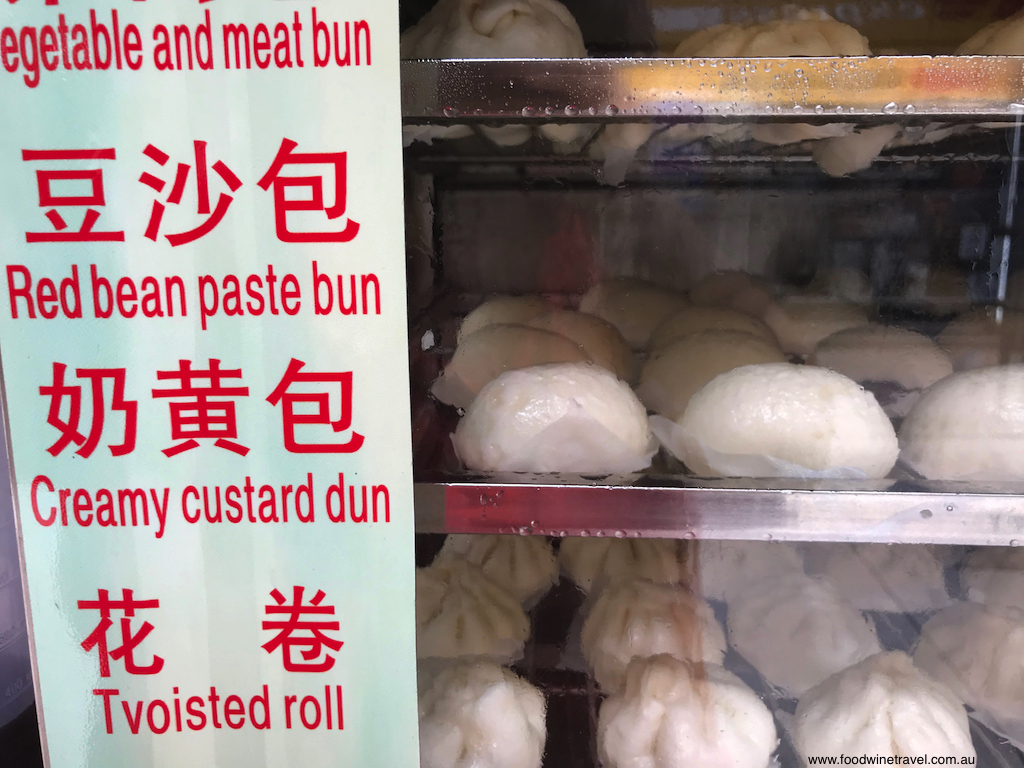 egetable and meat bun
豆沙包
Red bean paste bun
奶黄包
Creamy custard dun
花 卷
Tvoisted roll
www.foodwinetravel.com.au